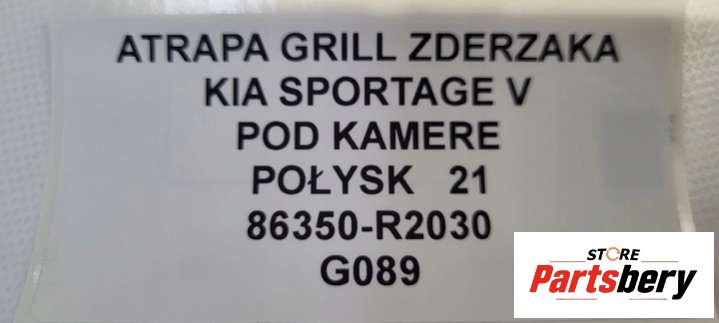 ATRAPA GRILL ZDERZAKA
KIA SPORTAGE V
POD KAMERE
POŁYSK 21
86350-R2030
G089
STORE
Partsbery